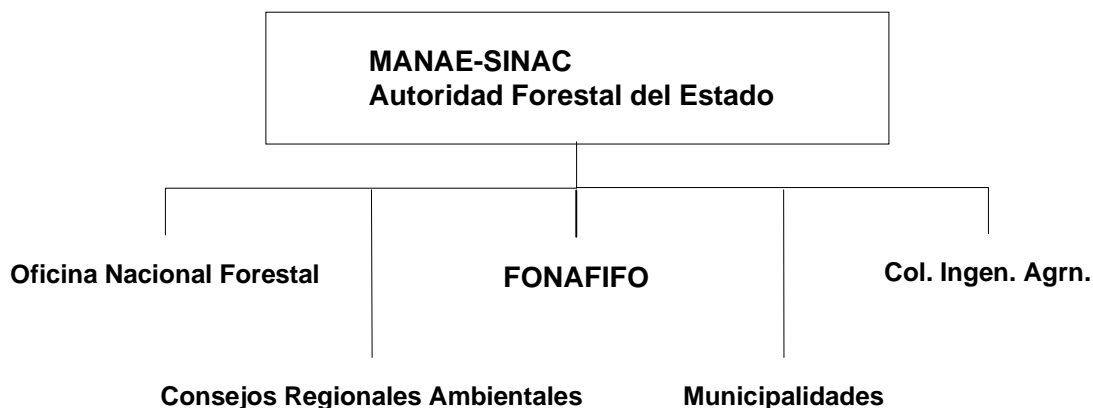 MANAE-SINAC
Autoridad Forestal del Estado
Oficina Nacional Forestal
FONAFIFO
Col. Ingen. Agrn.
Consejos Regionales Ambientales
Municipalidades